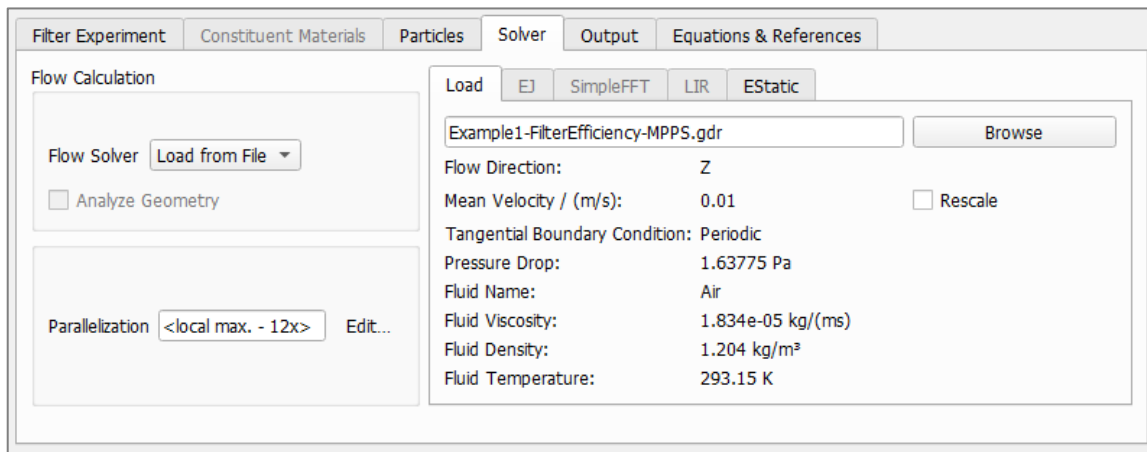 Filter Experiment Constituent Materials Particles Solver Output Equations & References
Flow Calculation
Flow Solver Load from File
Analyze Geometry
Parallelization <local max. - 12x> Edit...
Load EJ SimpleFFT LIR EStatic
Example1-FilterEfficiency-MPPS.gdr Browse
Flow Direction: Z
Mean Velocity / (m/s): 0.01 Rescale
Tangential Boundary Condition: Periodic
Pressure Drop: 1.63775 Pa
Fluid Name: Air
Fluid Viscosity: 1.834e-05 kg/(ms)
Fluid Density: 1.204 kg/m³
Fluid Temperature: 293.15 K